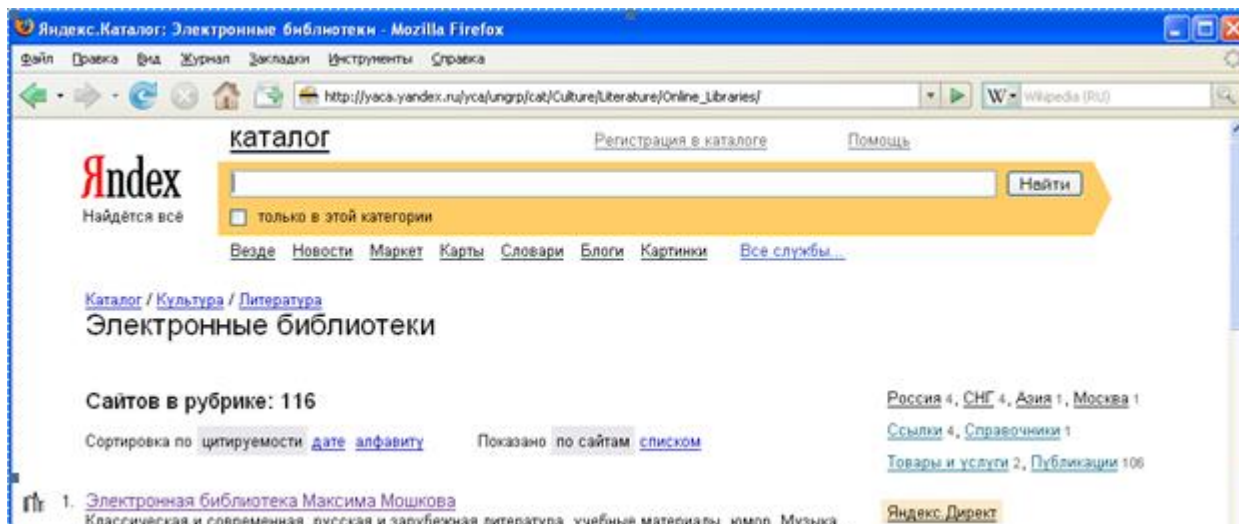 Яндекс.Каталог: Электронные библиотеки - Mozilla Firefox
Файл Правка Вид Журнал Закладки Инструменты Справка
http://yaca.yandex.ru/yca/ungrp/cat/Culture/Literature/Online_Libraries/ W Wikipedia (RU)
каталог Регистрация в каталоге Помощь
Яndex
Найти
Найдётся всё только в этой категории
Везде Новости Маркет Карты Словари Блоги Картинки Все службы...
Каталог / Культура / Литература
Электронные библиотеки
Сайтов в рубрике: 116 Россия 4, СНГ 4, Азия 1, Москва 1
Сортировка по цитируемости дате алфавиту Показано по сайтам списком Ссылки 4, Справочники 1
Товары и услуги 2, Публикации 106
1. Электронная библиотека Максима Мошкова
Классическая и современная, русская и зарубежная литература, учебные материалы, юмор. Музыка ... Яндекс.Директ